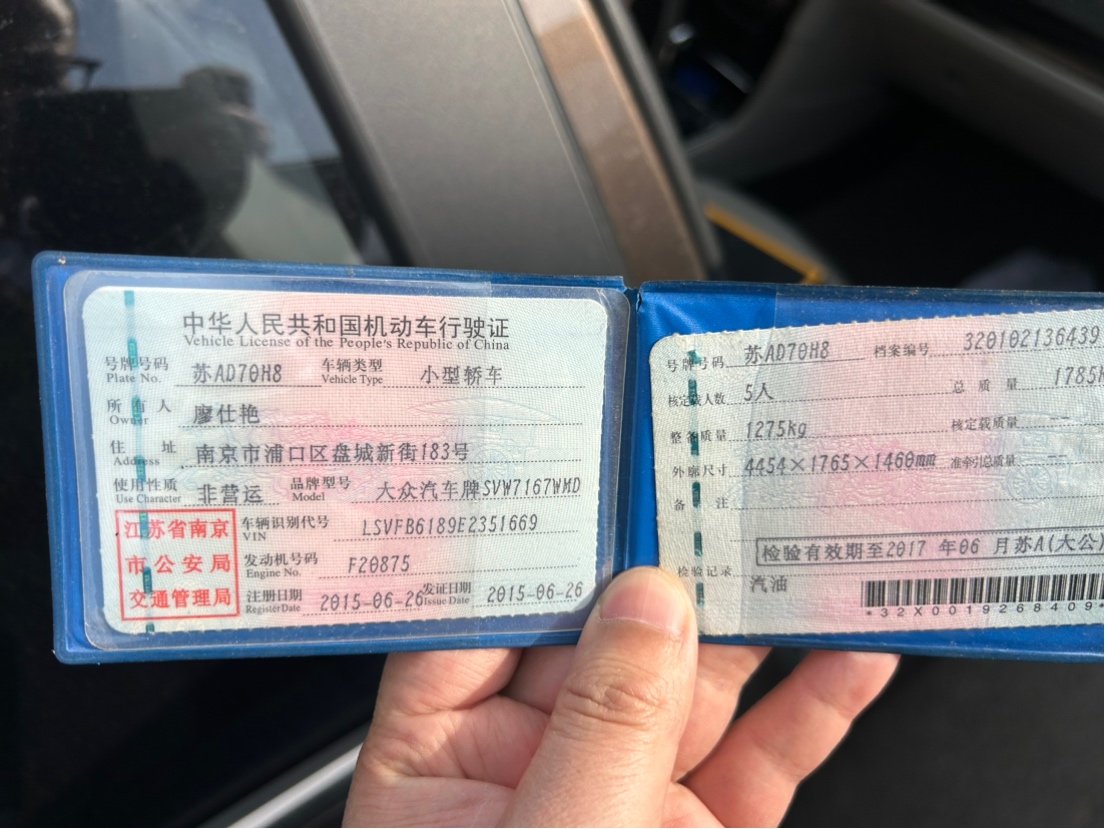 中华人民共和国机动车行驶证
Vehicle License of the People's Republic of China
号牌号码 苏AD70H8 车辆类型 小型轿车
Plate No. Vehicle Type
所有人 廖仕艳
Owner
住址 南京市浦口区盘城新街183号
Address
使用性质 非营运 品牌型号 大众汽车牌SVW7167WMD
Use Character Model
江苏省南京
市公安局
交通管理局
车辆识别代号 LSVFB6189E2351669
VIN
发动机号码 F20875
Engine No.
注册日期 2015-06-26 发证日期 2015-06-26
Register Date Issue Date
号牌号码 苏AD70H8 档案编号 320102136439
核定载人数 5人 总质量 1785k
整备质量 1275kg 核定载质量 --
外廓尺寸 4454×1765×1460mm 准牵引总质量 --
备注
检验有效期至2017 年06 月苏A(大公)
检验记录
汽油
*32X0019268409*